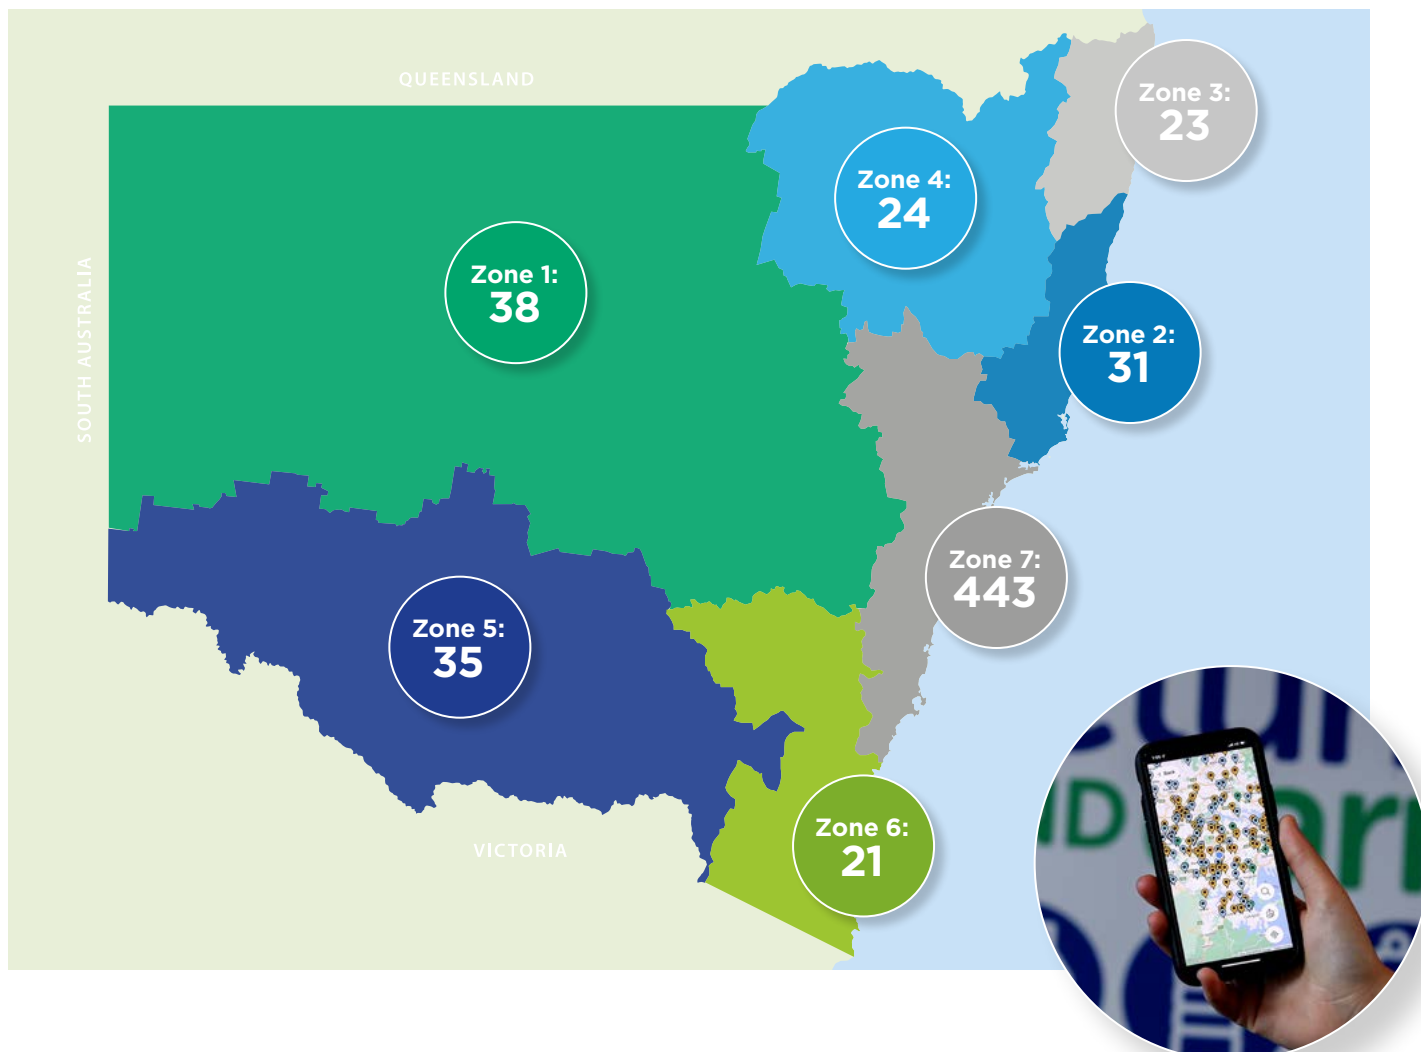 QUEENSLAND
Zone 3:
23
Zone 4:
24
SOUTH AUSTRALIA
Zone 1:
38
Zone 2:
31
Zone 7:
443
Zone 5:
35
Zone 6:
21
VICTORIA